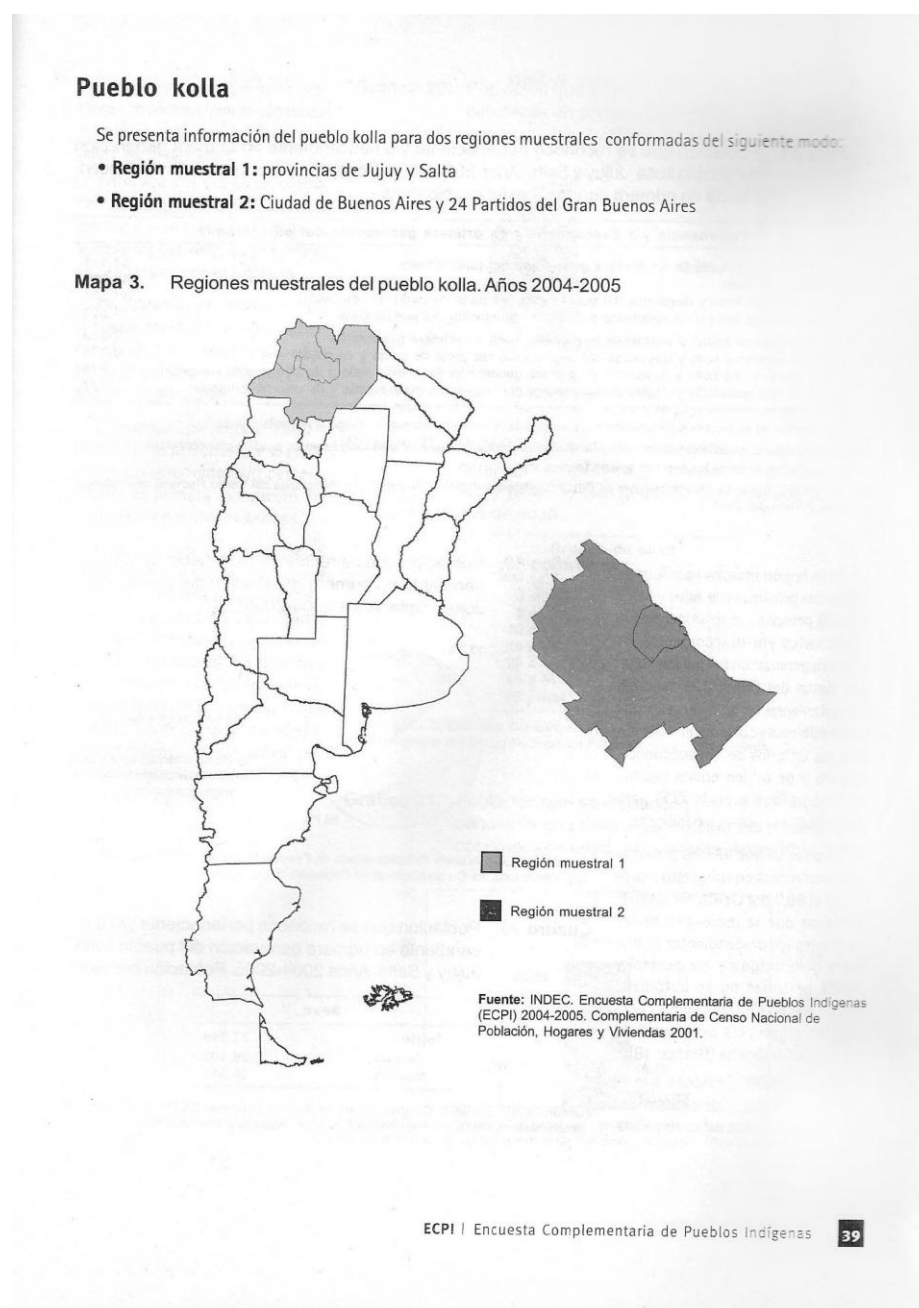 Pueblo kolla
Se presenta información del pueblo kolla para dos regiones muestrales conformadas del siguiente modo:
• Región muestral 1: provincias de Jujuy y Salta
• Región muestral 2: Ciudad de Buenos Aires y 24 Partidos del Gran Buenos Aires
Mapa 3. Regiones muestrales del pueblo kolla. Años 2004-2005
Región muestral 1
Región muestral 2
Fuente: INDEC. Encuesta Complementaria de Pueblos Indígenas
(ECPI) 2004-2005. Complementaria de Censo Nacional de
Población, Hogares y Viviendas 2001.
ECPI | Encuesta Complementaria de Pueblos Indígenas 39